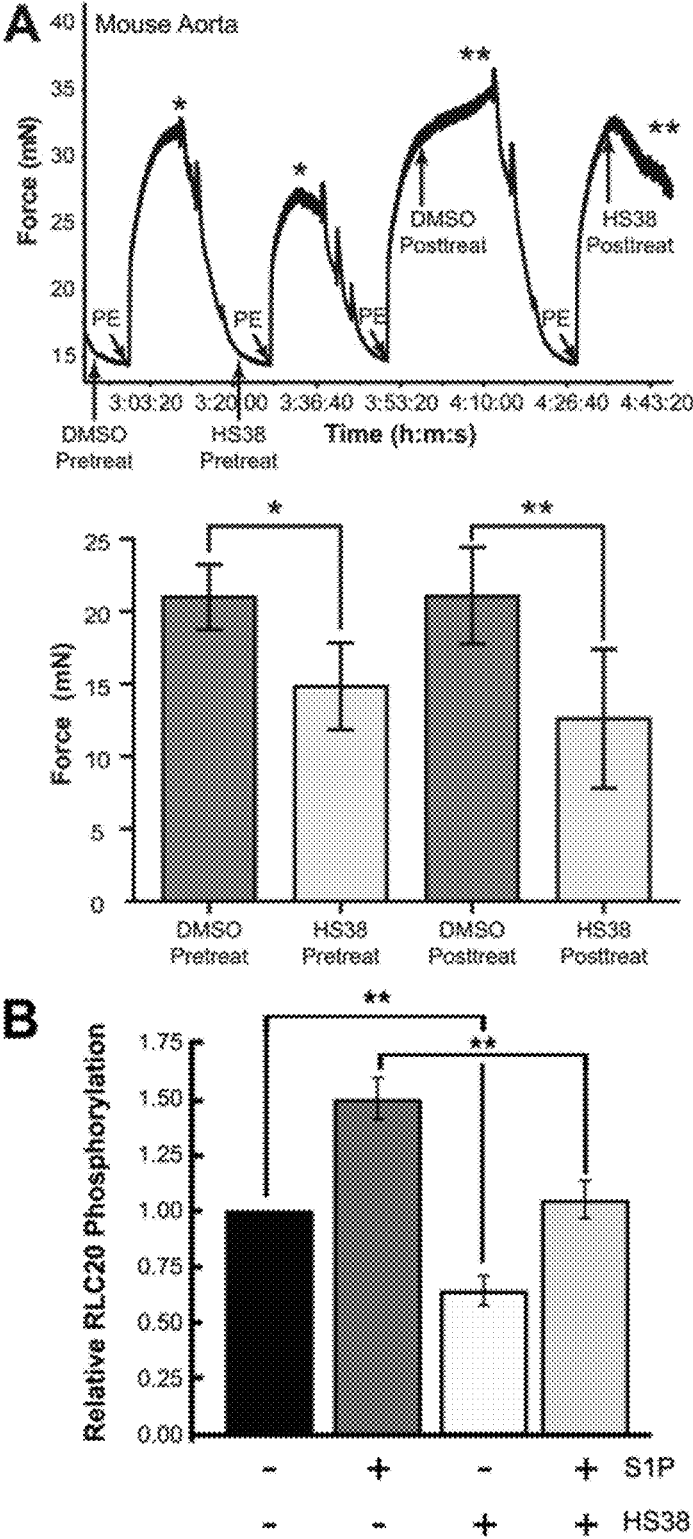 A
Mouse Aorta
40
35
30
25
20
15
Force (mN)
*
*
**
**
DMSO
Posttreat
HS38
Posttreat
PE
PE
PE
PE
3:03:20 3:20:00 3:36:40 3:53:20 4:10:00 4:26:40 4:43:20
Time (h:m:s)
DMSO
Pretreat
HS38
Pretreat
* **
25
20
15
10
5
0
Force (mN)
DMSO
Pretreat
HS38
Pretreat
DMSO
Posttreat
HS38
Posttreat
B
**
**
1.75
1.50
1.25
1.00
0.75
0.50
0.25
0.00
Relative RLC20 Phosphorylation
- + - + S1P
- - + + HS38